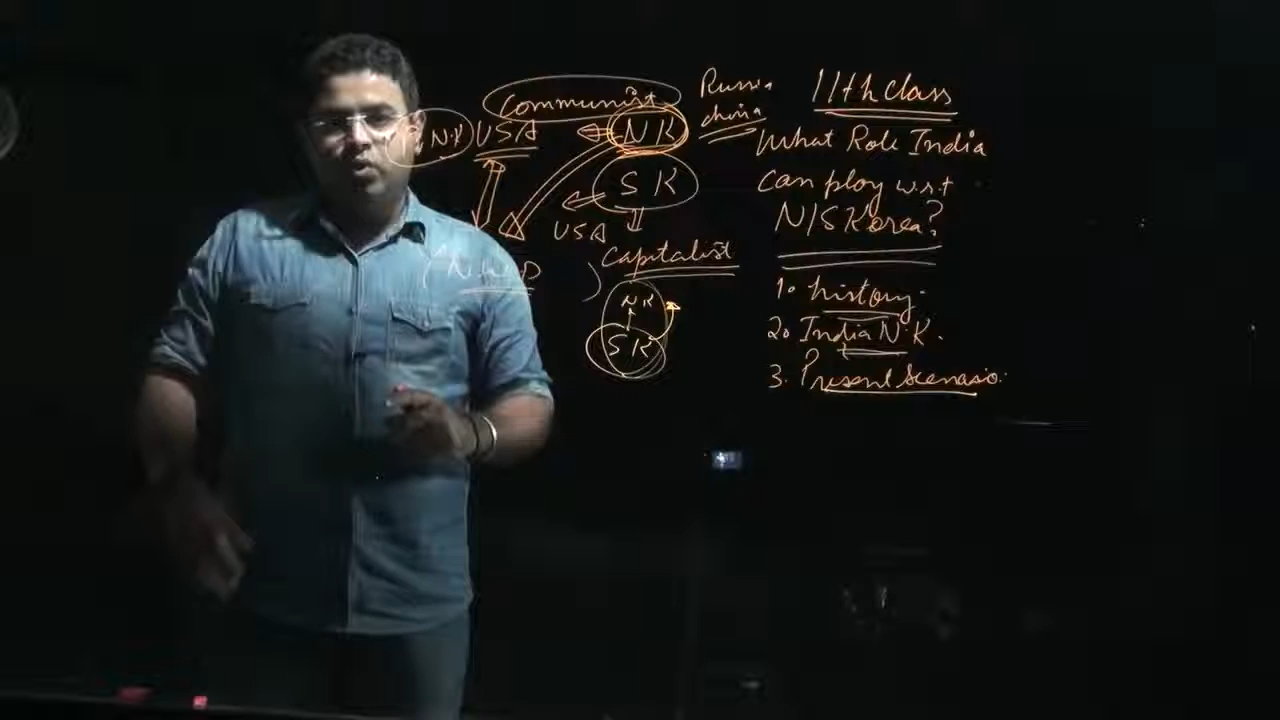 Communist
N.K USA
NK
Russia
China
SK
USA
Capitalist
NK
SK
11th class
What Role India
can play w.r.t
N/S Korea?
1. history.
2. India N K.
3. Present Scenario.